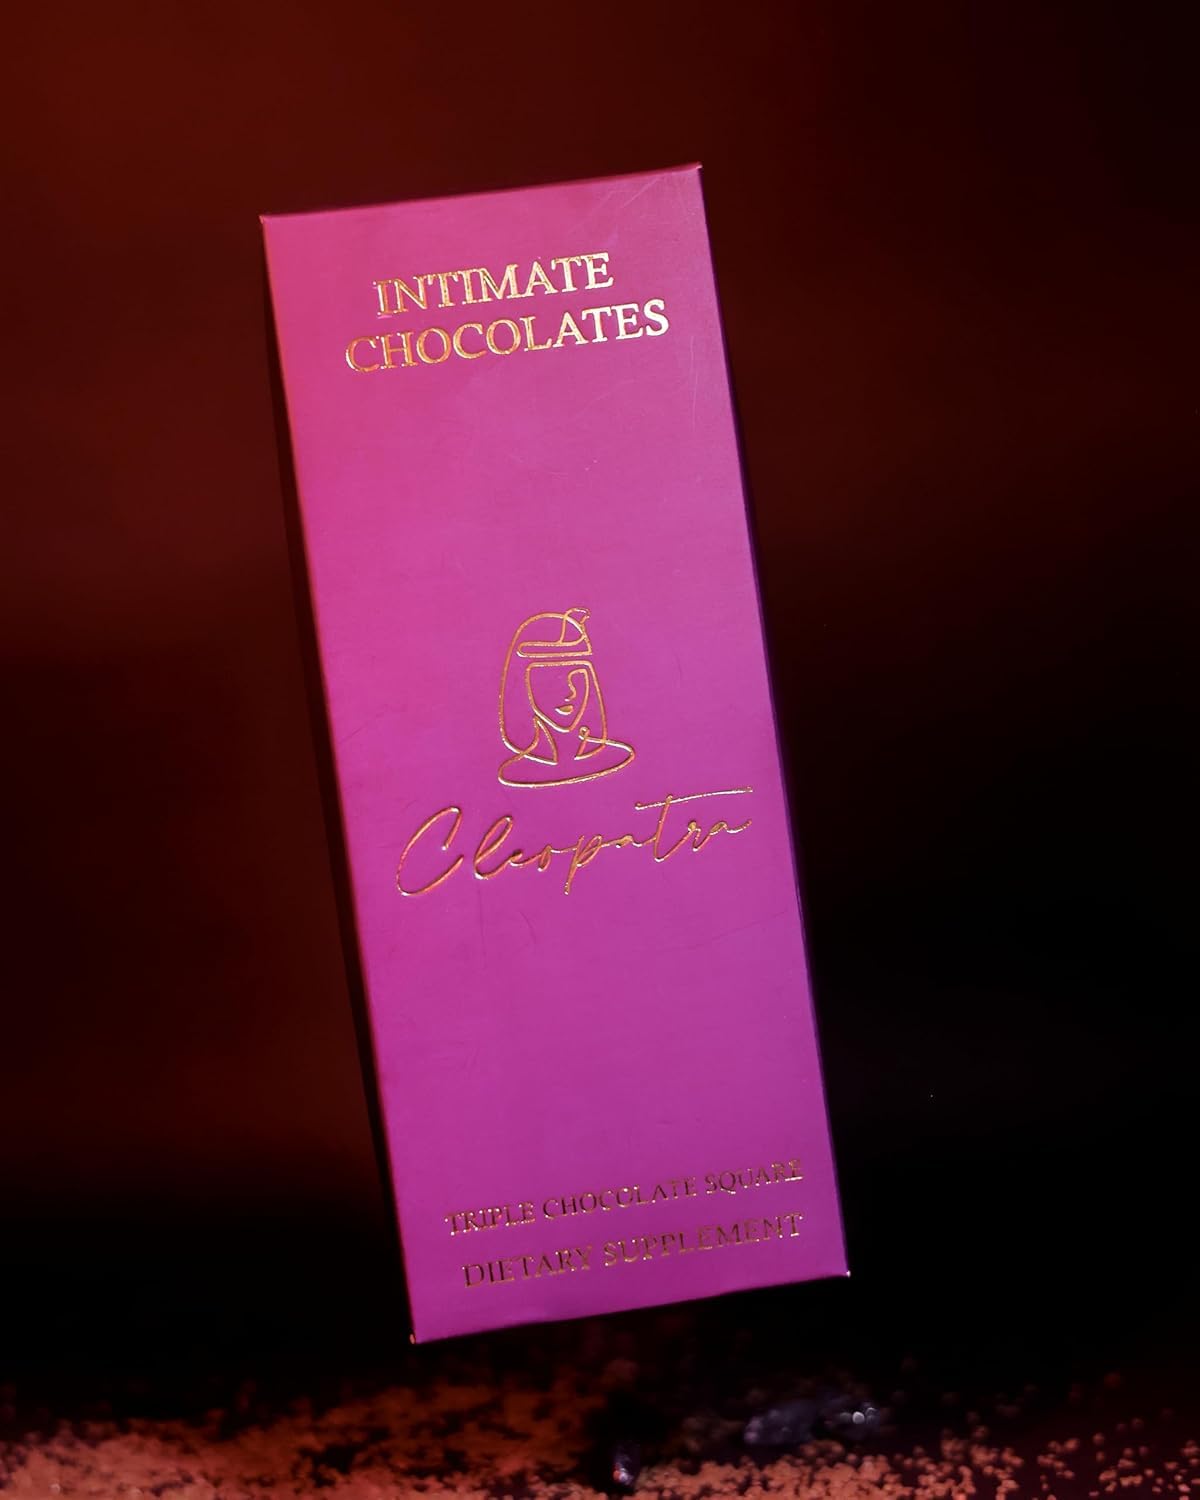 INTIMATE
CHOCOLATES
Cleopatra
TRIPLE CHOCOLATE SQUARE
DIETARY SUPPLEMENT